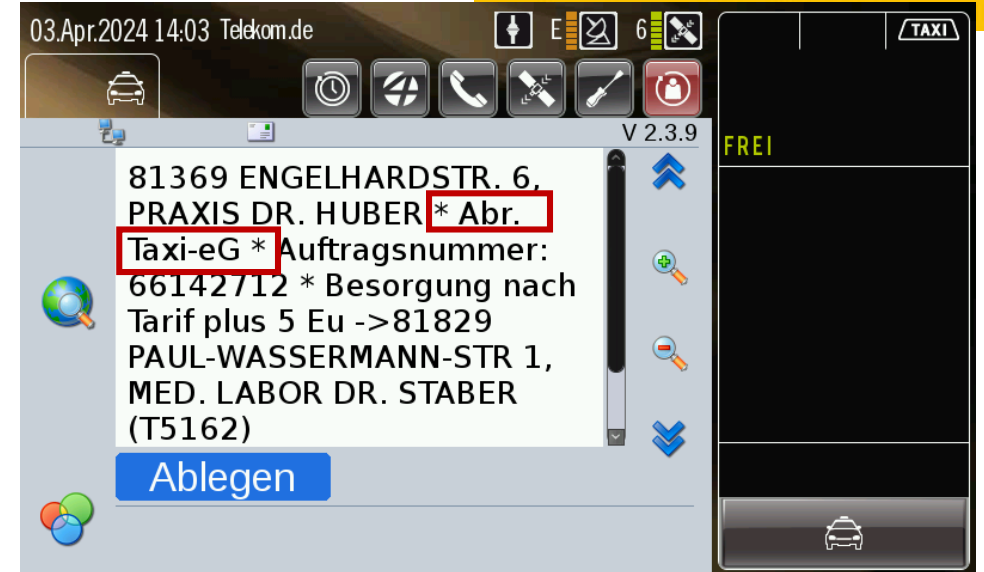 03.Apr.2024 14:03 Telekom.de
E
6
TAXI
V 2.3.9
FREI
81369 ENGELHARDSTR. 6,
PRAXIS DR. HUBER * Abr.
Taxi-eG * Auftragsnummer:
66142712 * Besorgung nach
Tarif plus 5 Eu ->81829
PAUL-WASSERMANN-STR 1,
MED. LABOR DR. STABER
(T5162)
Ablegen